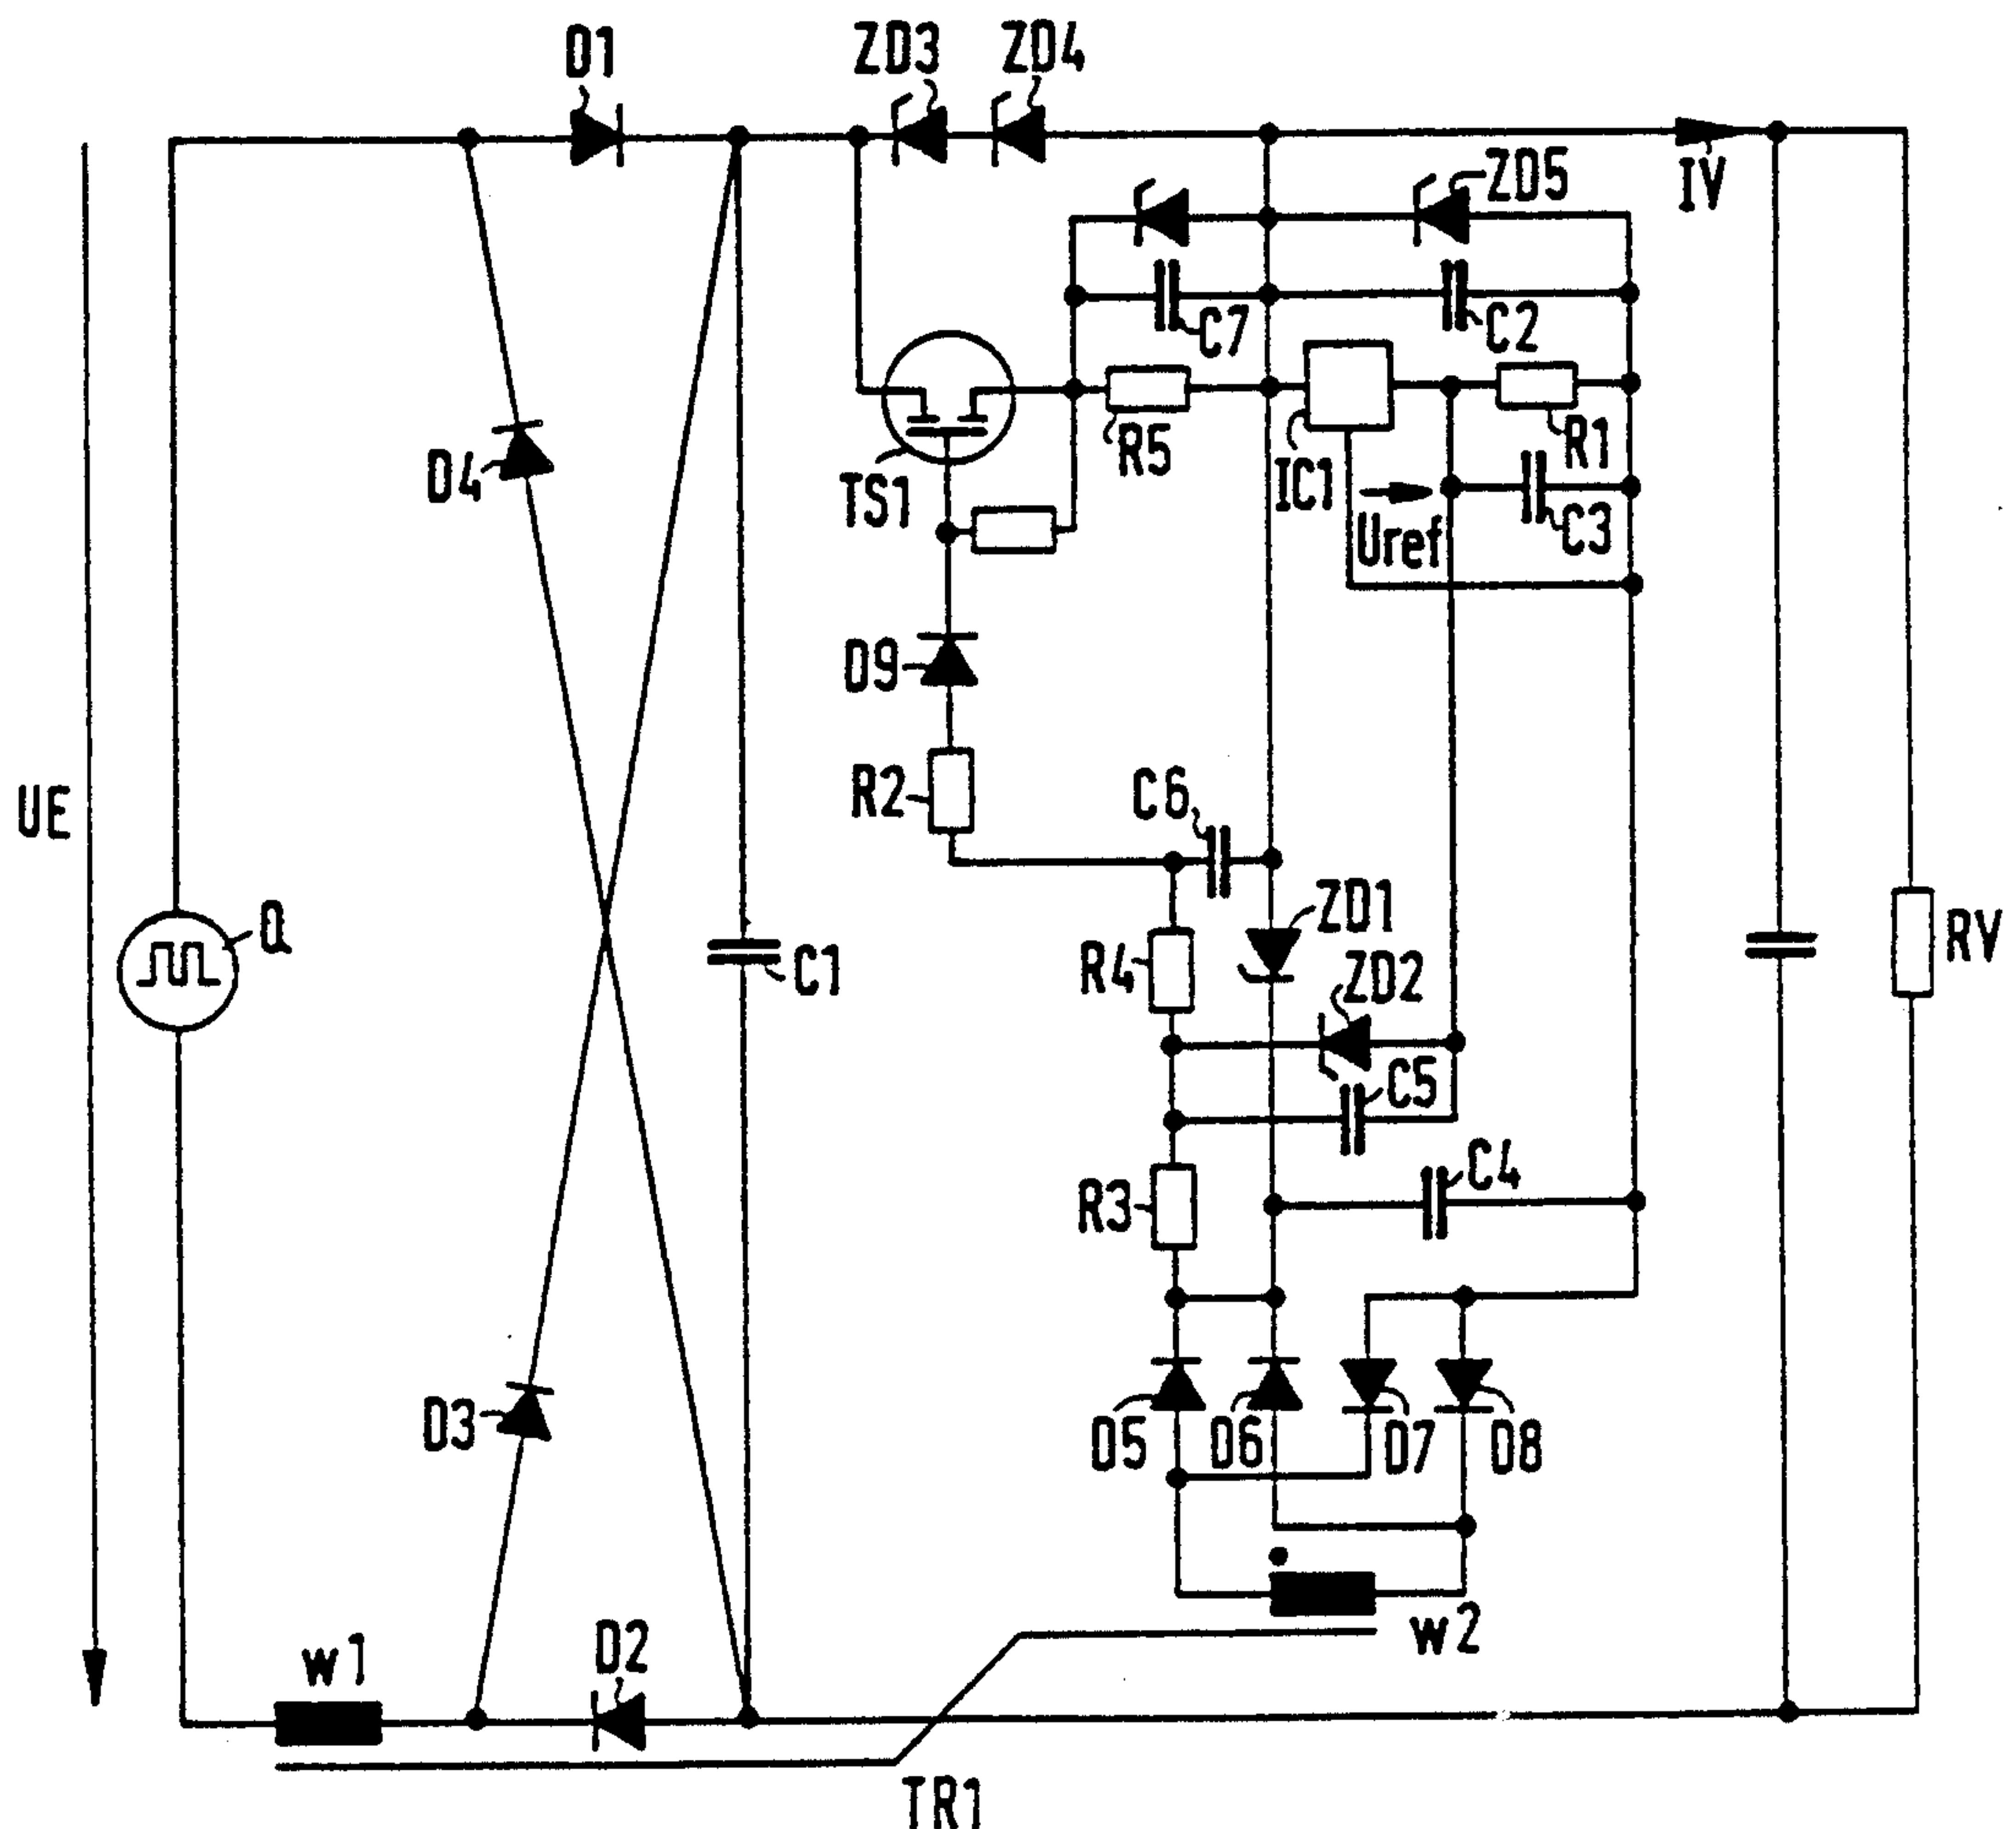 D1
ZD3
ZD4
ZD5
IV
C7
C2
R5
IC1
R1
TS1
D4
Uref
C3
D9
R2
C6
UE
ZD1
Q
R4
ZD2
C1
RV
C5
R3
C4
D3
D5
D6
D7
D8
w1
D2
w2
TR1